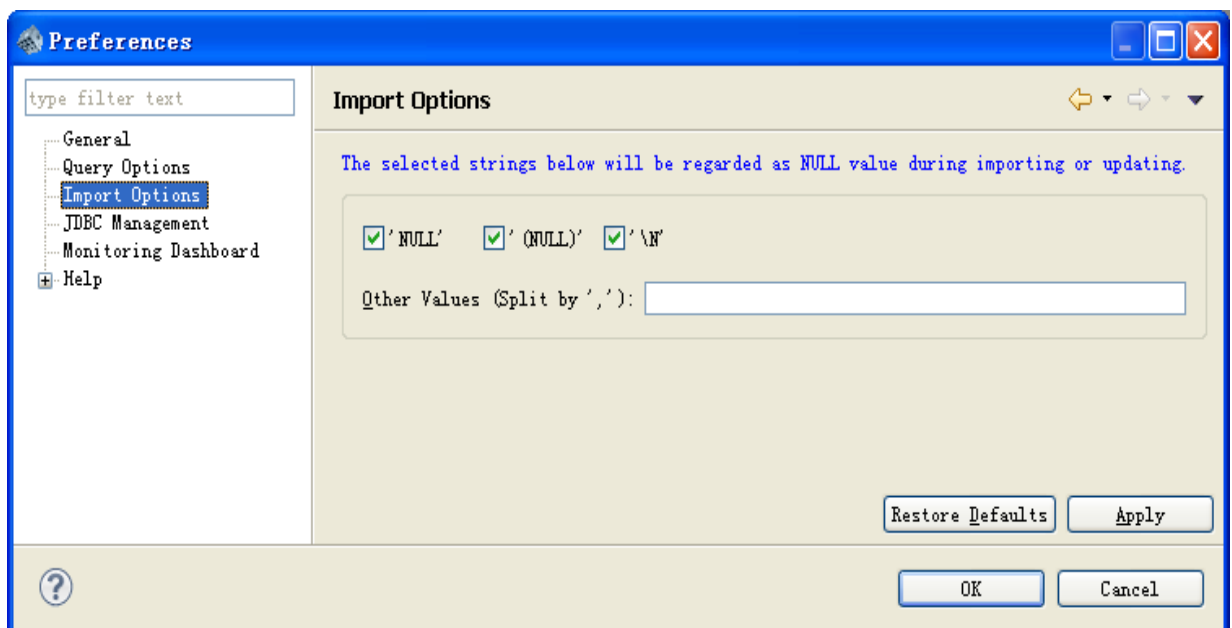 Preferences
type filter text
General
Query Options
Import Options
JDBC Management
Monitoring Dashboard
Help
Import Options
The selected strings below will be regarded as NULL value during importing or updating.
'NULL' '(NULL)' '\N'
Other Values (Split by ','):
Restore Defaults Apply
OK Cancel